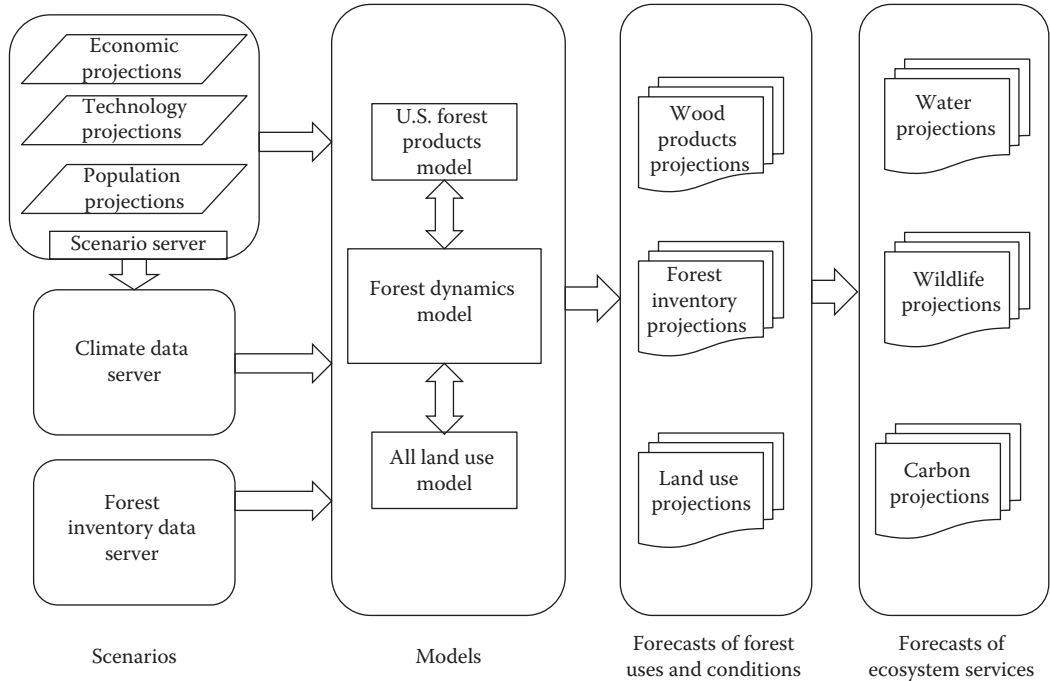 Economic
projections
Technology
projections
Population
projections
Scenario server
Climate data
server
Forest
inventory data
server
Scenarios
U.S. forest
products
model
Forest dynamics
model
All land use
model
Models
Wood
products
projections
Forest
inventory
projections
Land use
projections
Forecasts of forest
uses and conditions
Water
projections
Wildlife
projections
Carbon
projections
Forecasts of
ecosystem services